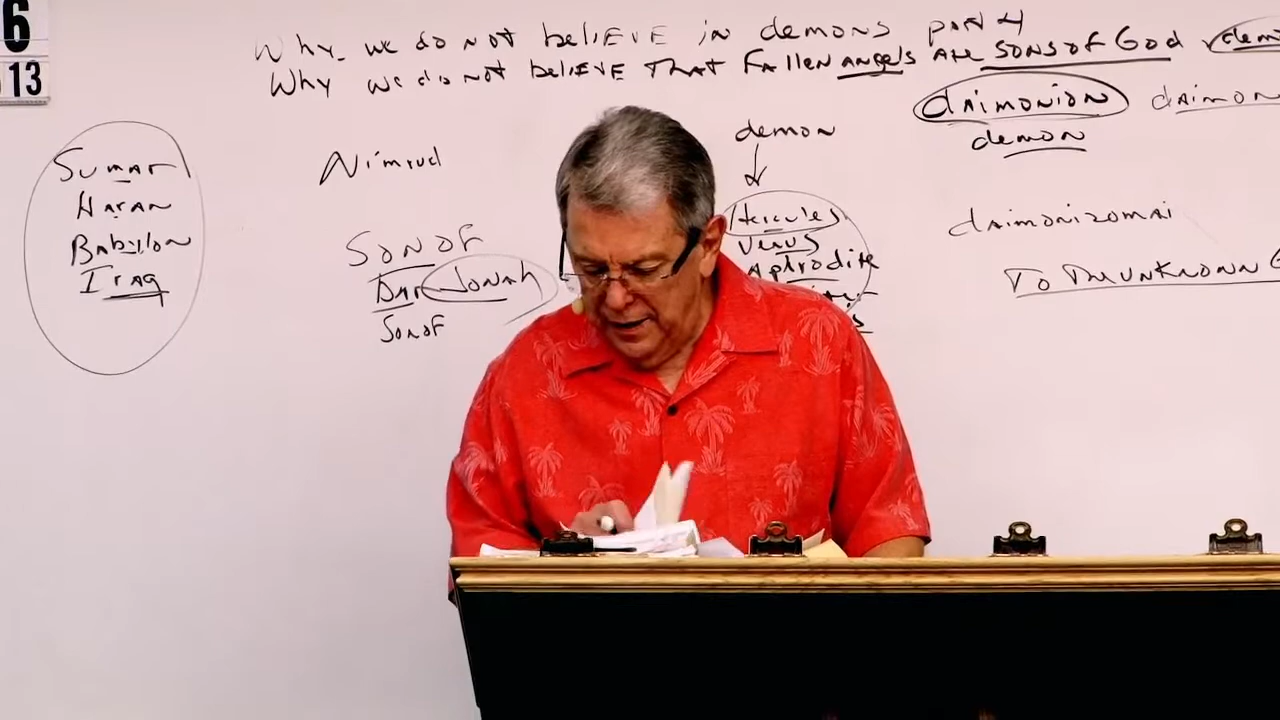 6
13
Why we do not believe in demons part 4
Why we do not believe that fallen angels are sons of God
daimonion daimon
demon
Sumar
Haran
Babylon
Iraq
Nimrud
Son of
Bar Jonah
Son of
demon
Hercules
Venus
Aphrodite
daimonizomai
To The unknown